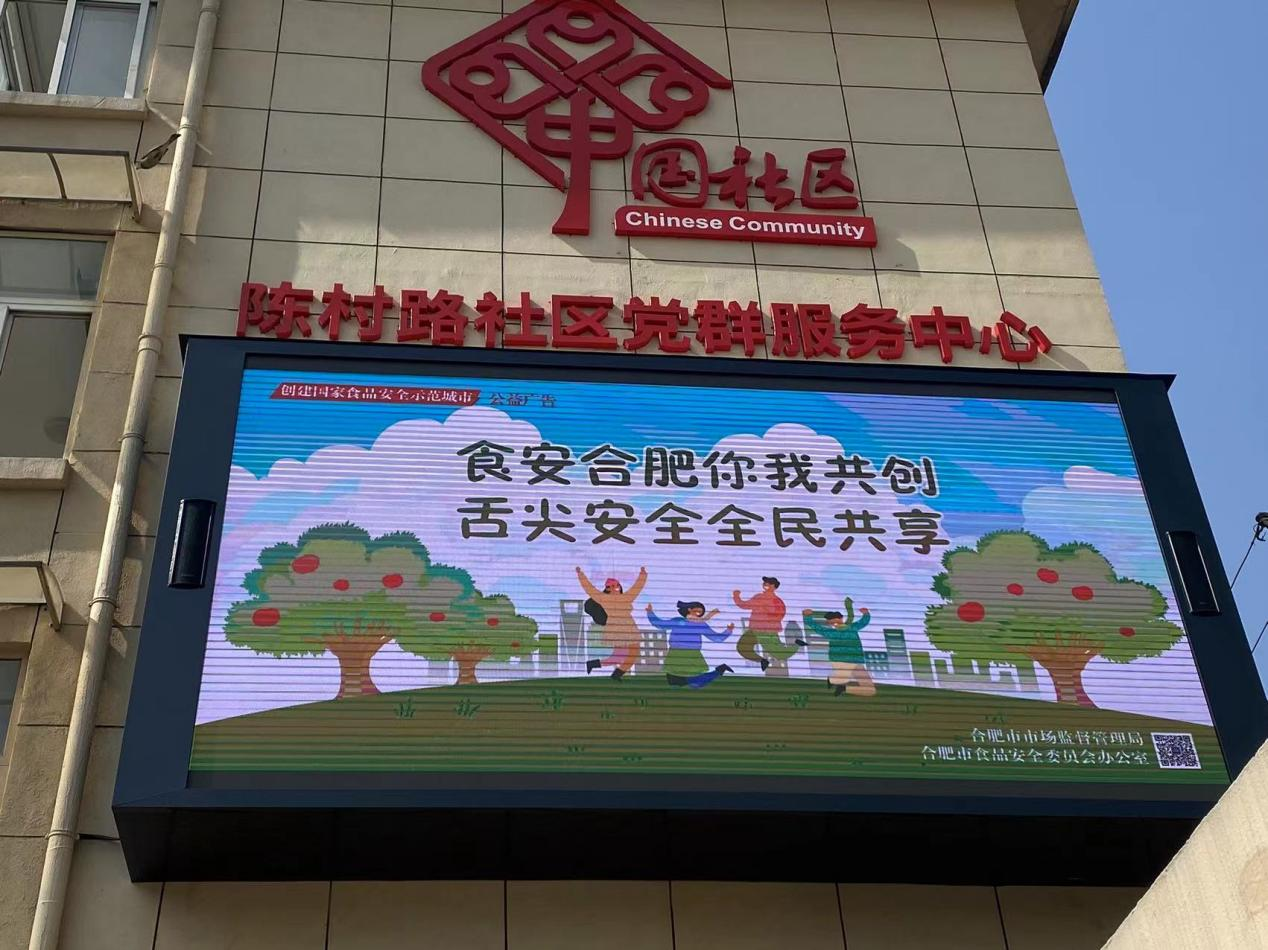 中国社区
Chinese Community
陈村路社区党群服务中心
创建国家食品安全示范城市 公益广告
食安合肥你我共创
舌尖安全全民共享
合肥市市场监督管理局
合肥市食品安全委员会办公室